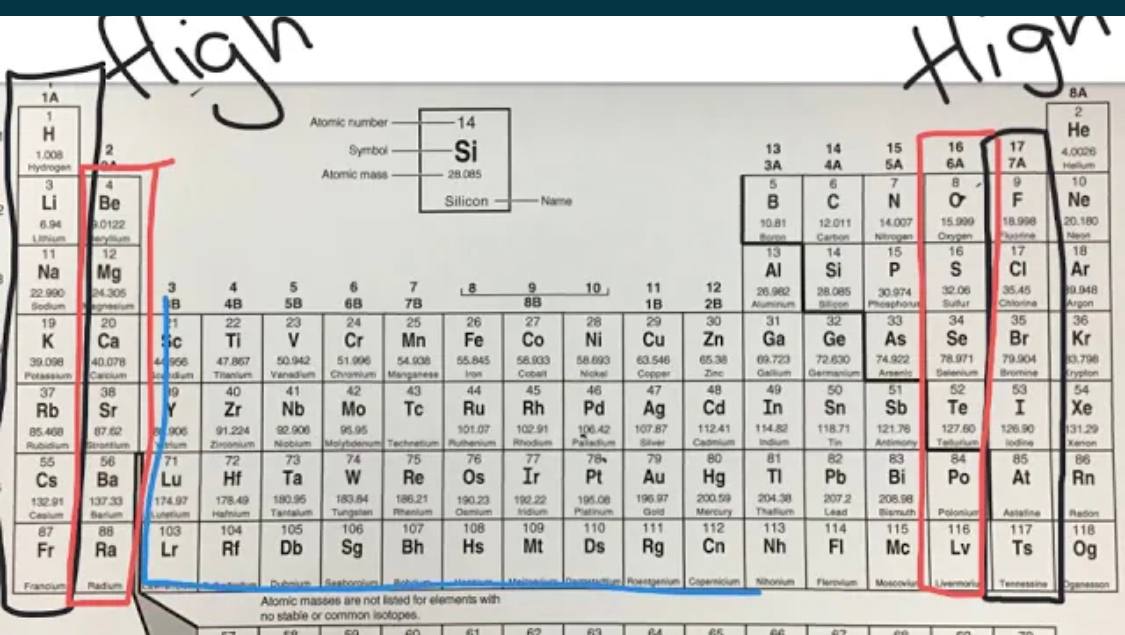 High High
1A 8A
Atomic number 14
Symbol Si
Atomic mass 28.085
Silicon Name
1 2
H He
1.008 4.0026
Hydrogen Helium
2 13 14 15 16 17
3A 4A 5A 6A 7A
3 4 5 6 7 8 9 10
Li Be B C N O F Ne
6.94 9.0122 10.81 12.011 14.007 15.999 18.998 20.180
Lithium Beryllium Boron Carbon Nitrogen Oxygen Fluorine Neon
11 12 13 14 15 16 17 18
Na Mg Al Si P S Cl Ar
22.990 24.305 26.982 28.085 30.974 32.06 35.45 39.948
Sodium Magnesium Aluminum Silicon Phosphorus Sulfur Chlorine Argon
3 4 5 6 7 8 9 10 11 12
3B 4B 5B 6B 7B 8B 1B 2B
19 20 21 22 23 24 25 26 27 28 29 30 31 32 33 34 35 36
K Ca Sc Ti V Cr Mn Fe Co Ni Cu Zn Ga Ge As Se Br Kr
39.098 40.078 44.956 47.867 50.942 51.996 54.938 55.845 58.933 58.693 63.546 65.38 69.723 72.630 74.922 78.971 79.904 83.798
Potassium Calcium Scandium Titanium Vanadium Chromium Manganese Iron Cobalt Nickel Copper Zinc Gallium Germanium Arsenic Selenium Bromine Krypton
37 38 39 40 41 42 43 44 45 46 47 48 49 50 51 52 53 54
Rb Sr Y Zr Nb Mo Tc Ru Rh Pd Ag Cd In Sn Sb Te I Xe
85.468 87.62 88.906 91.224 92.906 95.95 101.07 102.91 106.42 107.87 112.41 114.82 118.71 121.76 127.60 126.90 131.29
Rubidium Strontium Yttrium Zirconium Niobium Molybdenum Technetium Ruthenium Rhodium Palladium Silver Cadmium Indium Tin Antimony Tellurium Iodine Xenon
55 56 71 72 73 74 75 76 77 78 79 80 81 82 83 84 85 86
Cs Ba Lu Hf Ta W Re Os Ir Pt Au Hg Tl Pb Bi Po At Rn
132.91 137.33 174.97 178.49 180.95 183.84 186.21 190.23 192.22 195.08 196.97 200.59 204.38 207.2 208.98
Cesium Barium Lutetium Hafnium Tantalum Tungsten Rhenium Osmium Iridium Platinum Gold Mercury Thallium Lead Bismuth Polonium Astatine Radon
87 88 103 104 105 106 107 108 109 110 111 112 113 114 115 116 117 118
Fr Ra Lr Rf Db Sg Bh Hs Mt Ds Rg Cn Nh Fl Mc Lv Ts Og
Francium Radium Dubnium Seaborgium Roentgenium Copernicium Nihonium Flerovium Moscovium Livermorium Tennessine Oganesson
Atomic masses are not listed for elements with
no stable or common isotopes.